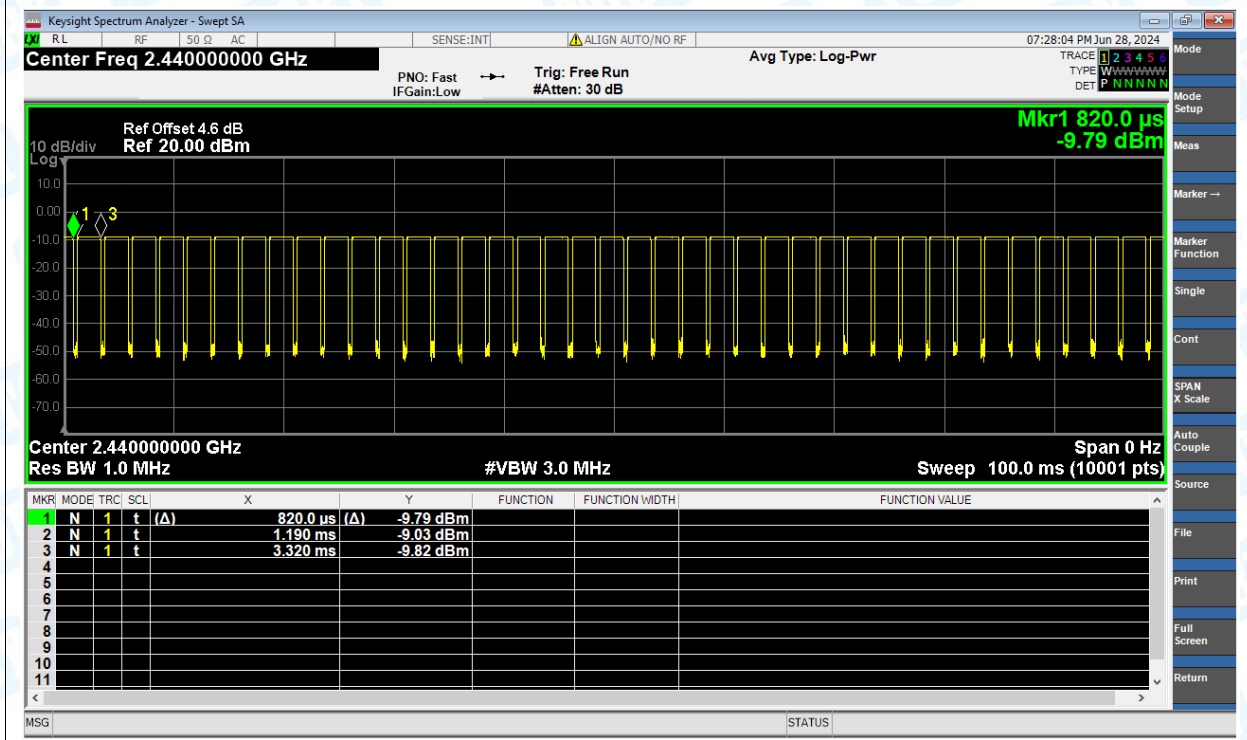 Keysight Spectrum Analyzer - Swept SA
LXI RL RF 50 Ω AC SENSE:INT ALIGN AUTO/NO RF 07:28:04 PM Jun 28, 2024
Center Freq 2.440000000 GHz
PNO: Fast
IFGain:Low
Trig: Free Run
#Atten: 30 dB
Avg Type: Log-Pwr
TRACE 1 2 3 4 5 6
TYPE WWWWWW
DET P N N N N N
Ref Offset 4.6 dB
10 dB/div Ref 20.00 dBm
Log
Mkr1 820.0 µs
-9.79 dBm
10.0
0.00
-10.0
-20.0
-30.0
-40.0
-50.0
-60.0
-70.0
1
3
Center 2.440000000 GHz Span 0 Hz
Res BW 1.0 MHz #VBW 3.0 MHz Sweep 100.0 ms (10001 pts)
MKR MODE TRC SCL X Y FUNCTION FUNCTION WIDTH FUNCTION VALUE
1 N 1 t (Δ) 820.0 µs (Δ) -9.79 dBm
2 N 1 t 1.190 ms -9.03 dBm
3 N 1 t 3.320 ms -9.82 dBm
4
5
6
7
8
9
10
11
MSG STATUS
Mode
Mode
Setup
Meas
Marker →
Marker
Function
Single
Cont
SPAN
X Scale
Auto
Couple
Source
File
Print
Full
Screen
Return